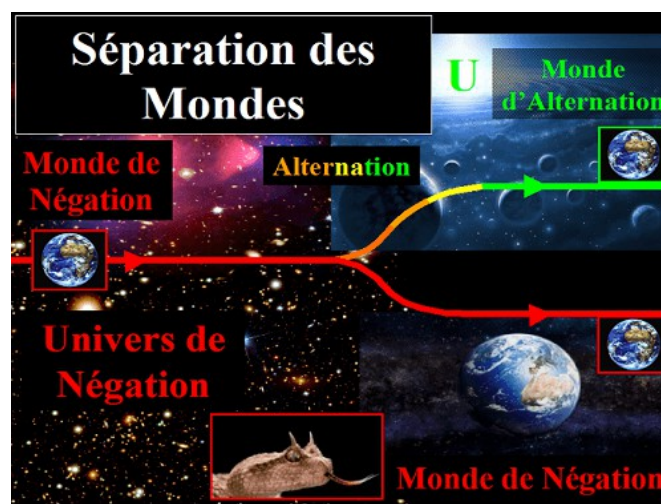 Séparation des
Mondes
U
Monde
d'Alternation
Monde de
Négation
Alternation
Univers de
Négation
Monde de Négation